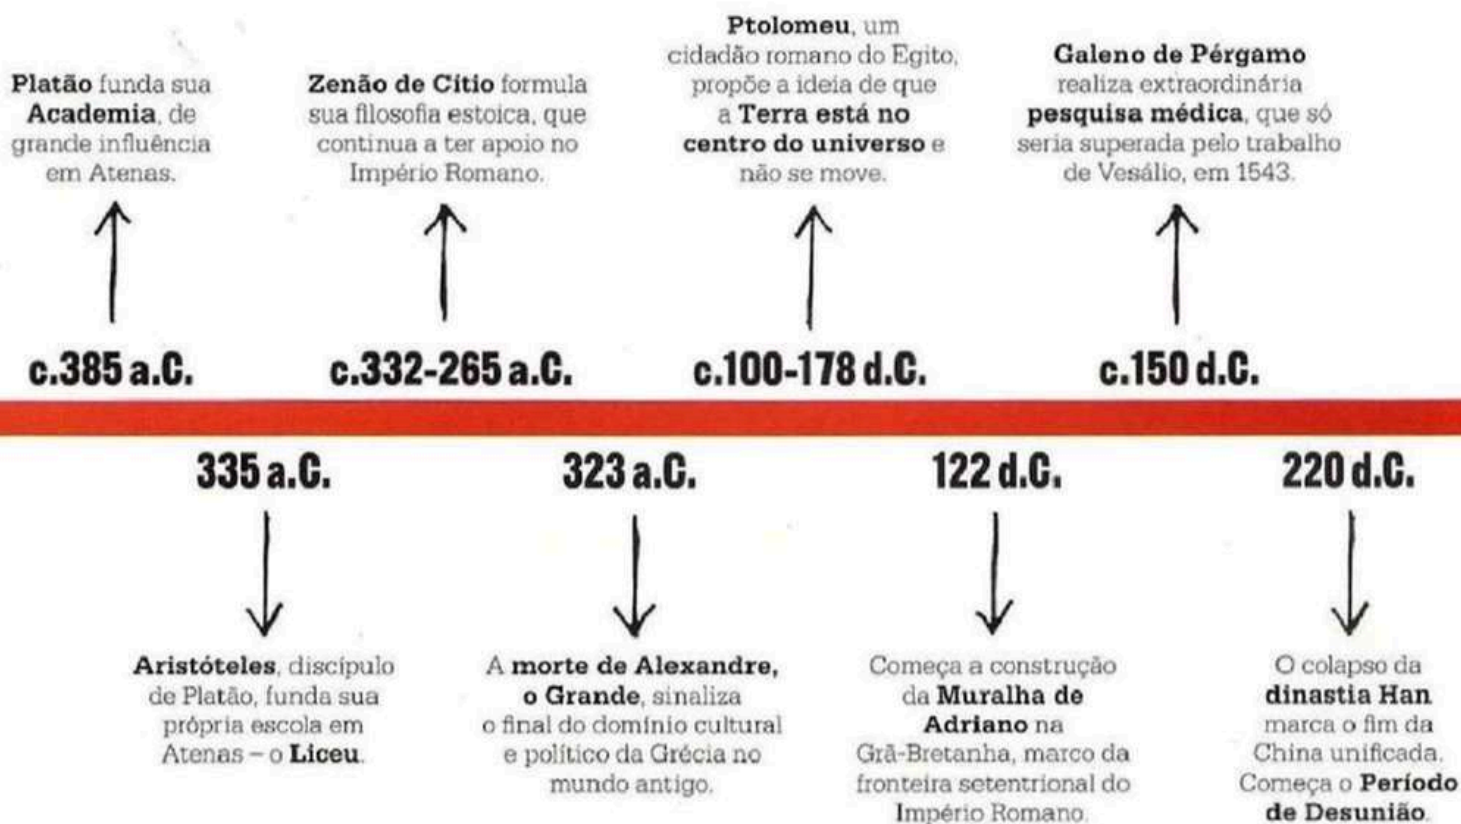 Platão funda sua
Academia, de
grande influência
em Atenas.
c.385 a.C.
Zenão de Cítio formula
sua filosofia estoica, que
continua a ter apoio no
Império Romano.
c.332-265 a.C.
Ptolomeu, um
cidadão romano do Egito,
propõe a ideia de que
a Terra está no
centro do universo e
não se move.
c.100-178 d.C.
Galeno de Pérgamo
realiza extraordinária
pesquisa médica, que só
seria superada pelo trabalho
de Vesálio, em 1543.
c.150 d.C.
335 a.C.
Aristóteles, discípulo
de Platão, funda sua
própria escola em
Atenas – o Liceu.
323 a.C.
A morte de Alexandre,
o Grande, sinaliza
o final do domínio cultural
e político da Grécia no
mundo antigo.
122 d.C.
Começa a construção
da Muralha de
Adriano na
Grã-Bretanha, marco da
fronteira setentrional do
Império Romano.
220 d.C.
O colapso da
dinastia Han
marca o fim da
China unificada.
Começa o Período
de Desunião.